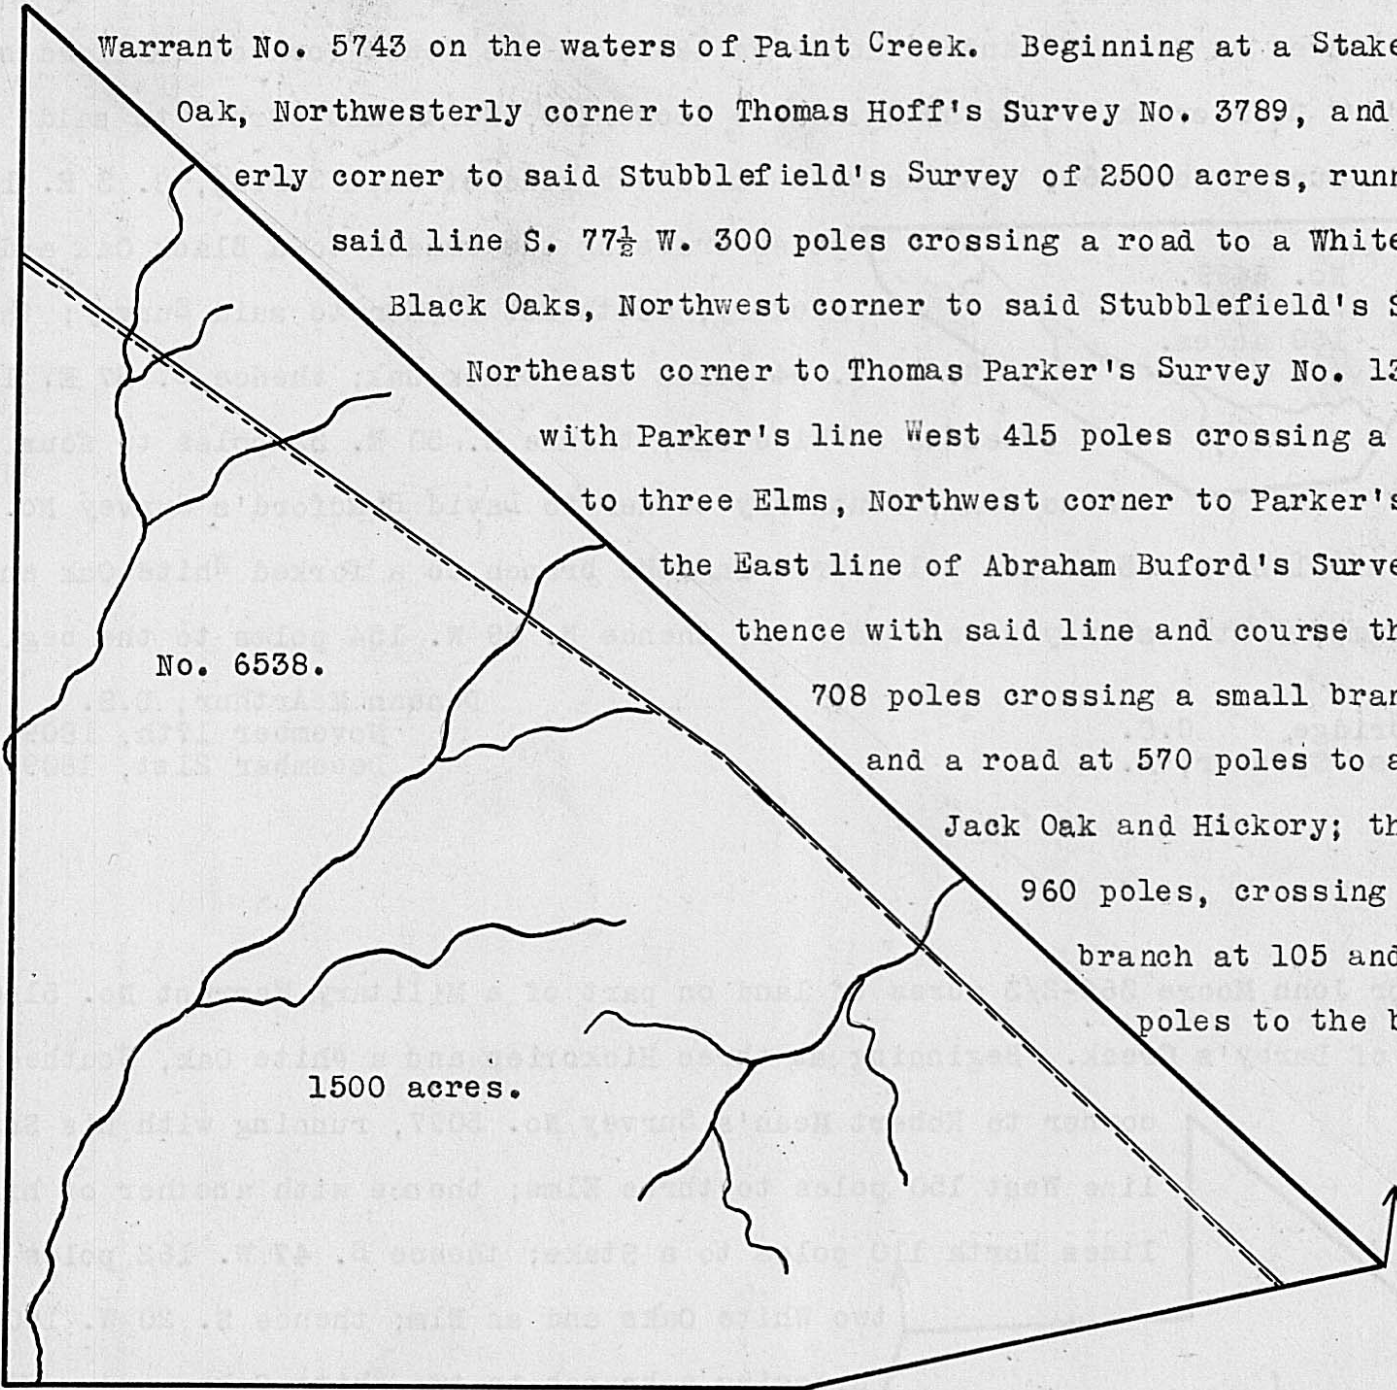 Warrant No. 5743 on the waters of Paint Creek. Beginning at a Stake
Oak, Northwesterly corner to Thomas Hoff's Survey No. 3789, and
erly corner to said Stubblefield's Survey of 2500 acres, runn
said line S. 77½ W. 300 poles crossing a road to a White
Black Oaks, Northwest corner to said Stubblefield's S
Northeast corner to Thomas Parker's Survey No. 13
with Parker's line West 415 poles crossing a
to three Elms, Northwest corner to Parker's
the East line of Abraham Buford's Surve
thence with said line and course th
No. 6538.
708 poles crossing a small bran
and a road at 570 poles to a
Jack Oak and Hickory; th
960 poles, crossing
branch at 105 and
poles to the b
1500 acres.